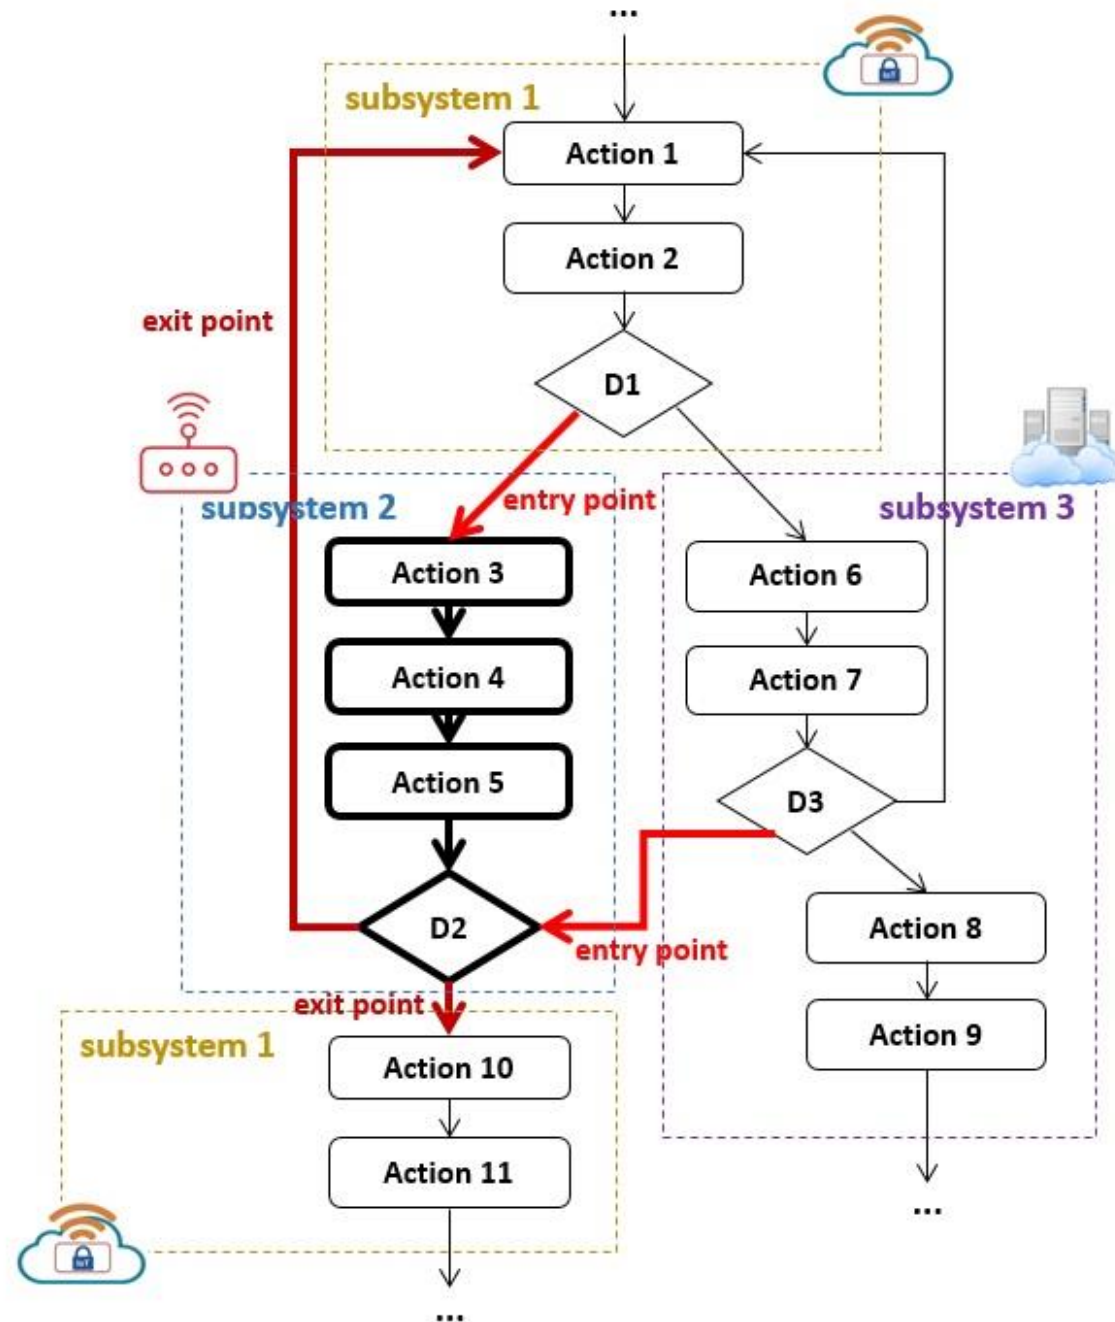 ...
subsystem 1
IoT
Action 1
Action 2
exit point
D1
subsystem 2
entry point
subsystem 3
Action 3
Action 6
Action 4
Action 7
Action 5
D3
D2
entry point
Action 8
exit point
subsystem 1
Action 9
Action 10
Action 11
...
IoT
...